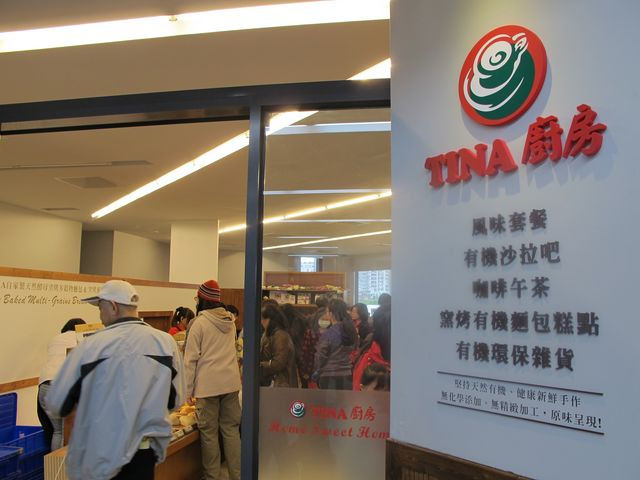 TINA 廚房
風味套餐
有機沙拉吧
咖啡午茶
窯烤有機麵包糕點
有機環保雜貨
堅持天然有機、健康新鮮手作
無化學添加、無精緻加工，原味呈現!
TINA 廚房
Home Sweet Hom
Baked Multi-Grains Bre